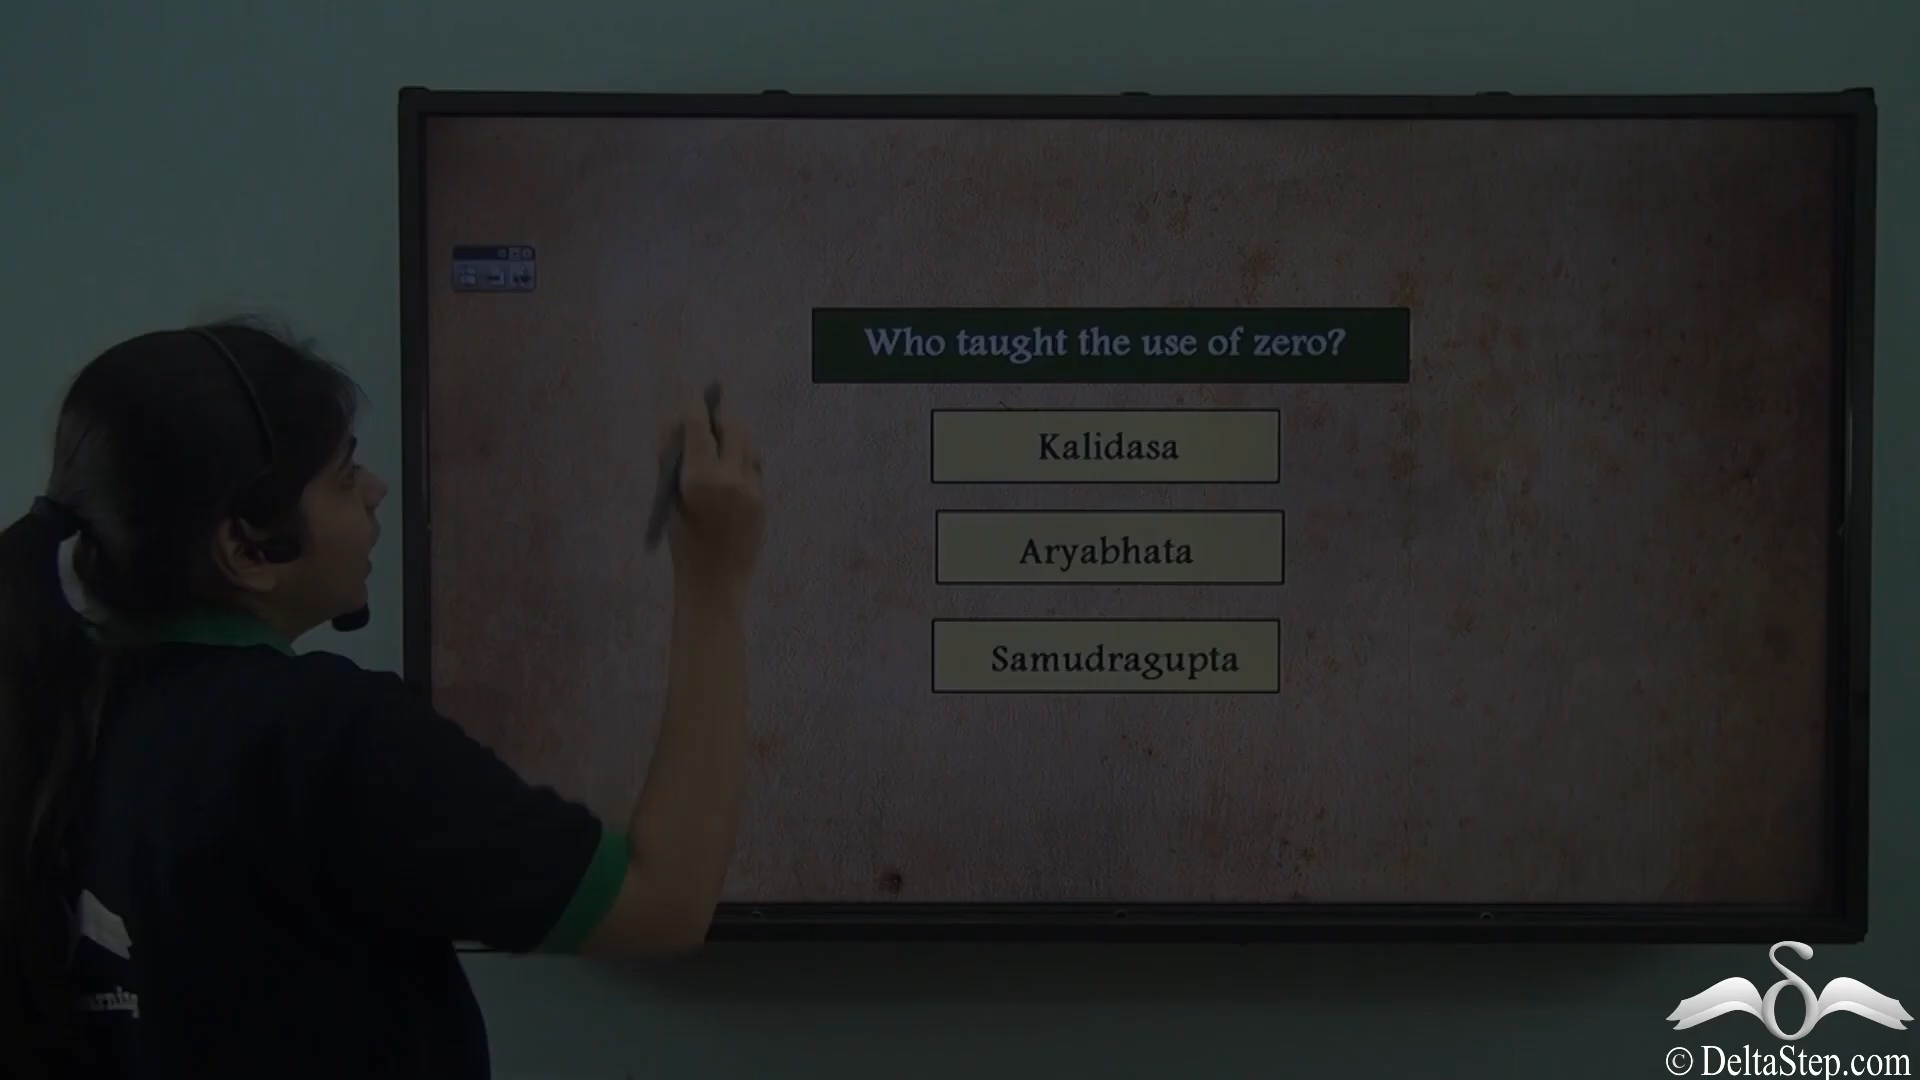 Who taught the use of zero?
Kalidasa
Aryabhata
Samudragupta
© DeltaStep.com